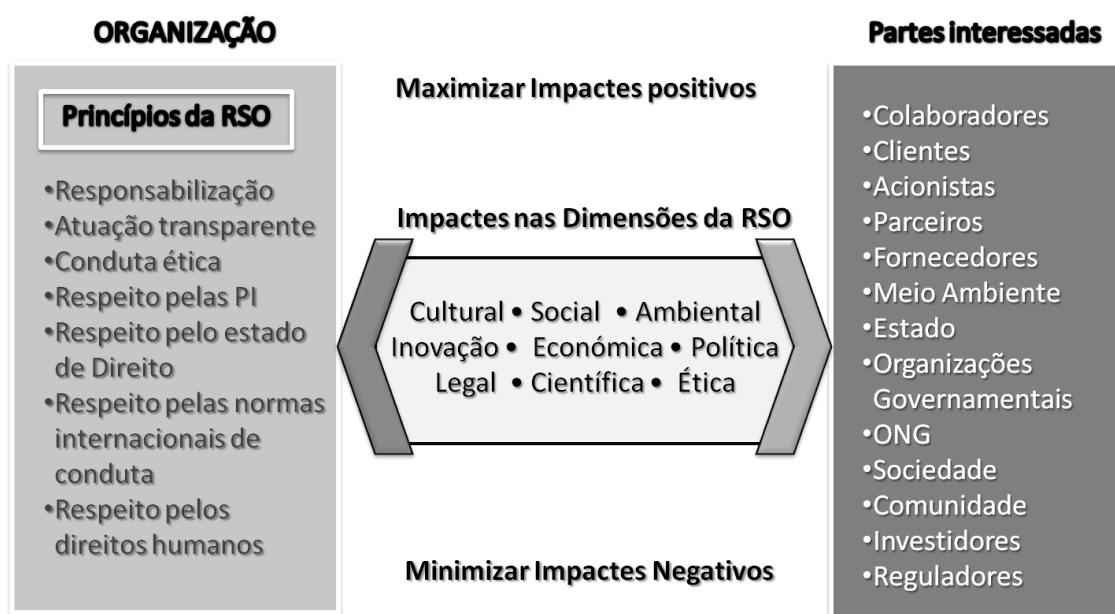 ORGANIZAÇÃO
Princípios da RSO
•Responsabilização
•Atuação transparente
•Conduta ética
•Respeito pelas PI
•Respeito pelo estado
de Direito
•Respeito pelas normas
internacionais de
conduta
•Respeito pelos
direitos humanos
Maximizar Impactes positivos
Impactes nas Dimensões da RSO
Cultural • Social • Ambiental
Inovação • Económica • Política
Legal • Científica • Ética
Minimizar Impactes Negativos
Partes interessadas
•Colaboradores
•Clientes
•Acionistas
•Parceiros
•Fornecedores
•Meio Ambiente
•Estado
•Organizações
Governamentais
•ONG
•Sociedade
•Comunidade
•Investidores
•Reguladores